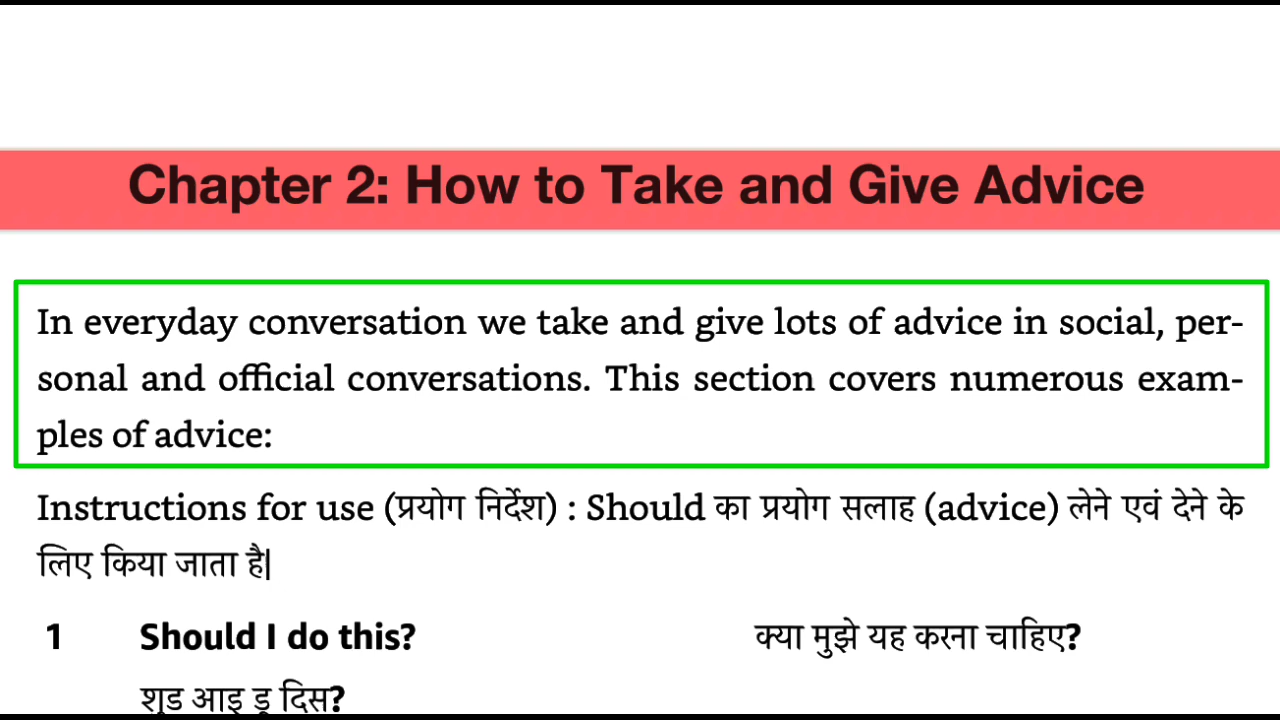 Chapter 2: How to Take and Give Advice
In everyday conversation we take and give lots of advice in social, per-
sonal and official conversations. This section covers numerous exam-
ples of advice:
Instructions for use (प्रयोग निर्देश) : Should का प्रयोग सलाह (advice) लेने एवं देने के
लिए किया जाता है|
1 Should I do this? क्या मुझे यह करना चाहिए?
शुड आइ डू दिस?